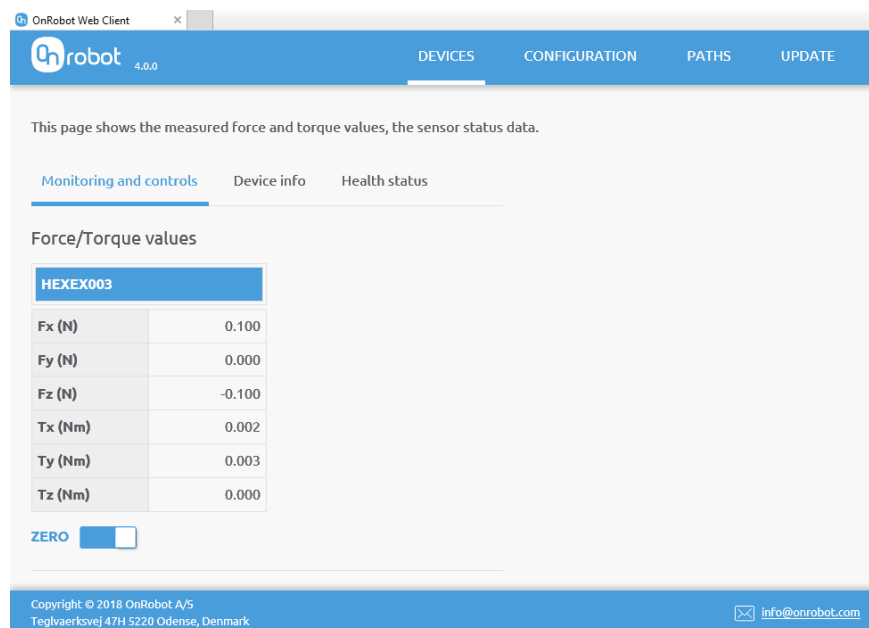 OnRobot Web Client
On robot 4.0.0
DEVICES CONFIGURATION PATHS UPDATE
This page shows the measured force and torque values, the sensor status data.
Monitoring and controls Device info Health status
Force/Torque values
HEXEX003
Fx (N) 0.100
Fy (N) 0.000
Fz (N) -0.100
Tx (Nm) 0.002
Ty (Nm) 0.003
Tz (Nm) 0.000
ZERO
Copyright © 2018 OnRobot A/S
Teglvaerksvej 47H 5220 Odense, Denmark
info@onrobot.com